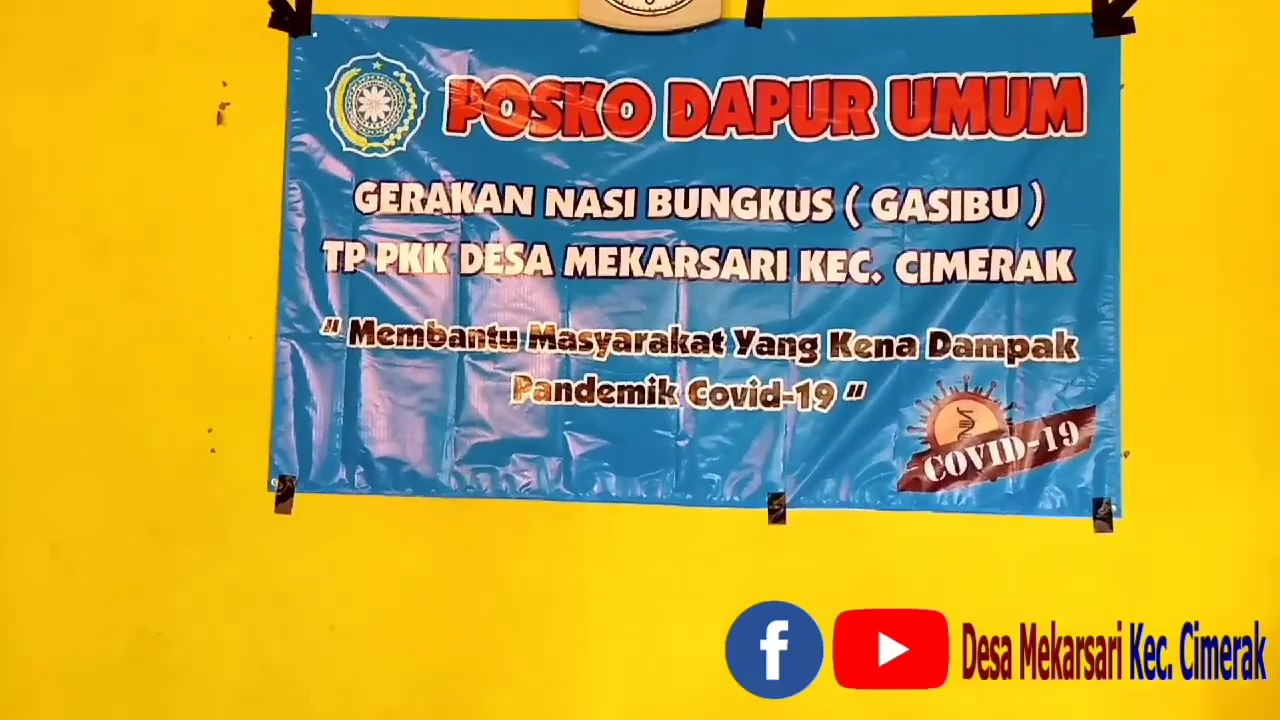 POSKO DAPUR UMUM
GERAKAN NASI BUNGKUS ( GASIBU )
TP PKK DESA MEKARSARI KEC. CIMERAK
" Membantu Masyarakat Yang Kena Dampak
Pandemik Covid-19 "
COVID-19
Desa Mekarsari Kec. Cimerak